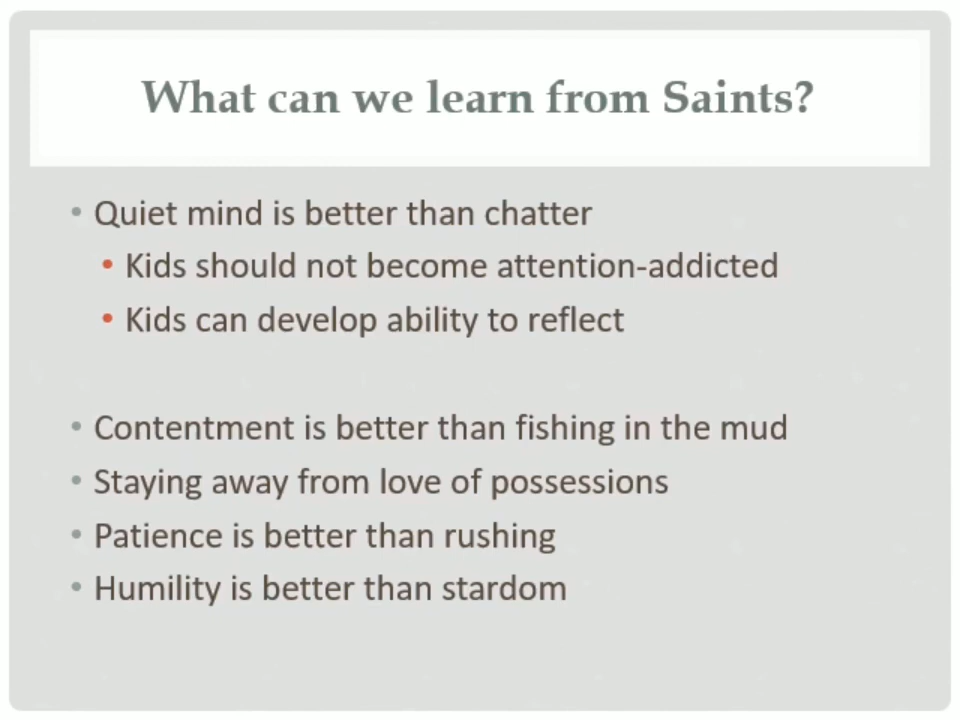 What can we learn from Saints?
• Quiet mind is better than chatter
• Kids should not become attention-addicted
• Kids can develop ability to reflect
• Contentment is better than fishing in the mud
• Staying away from love of possessions
• Patience is better than rushing
• Humility is better than stardom